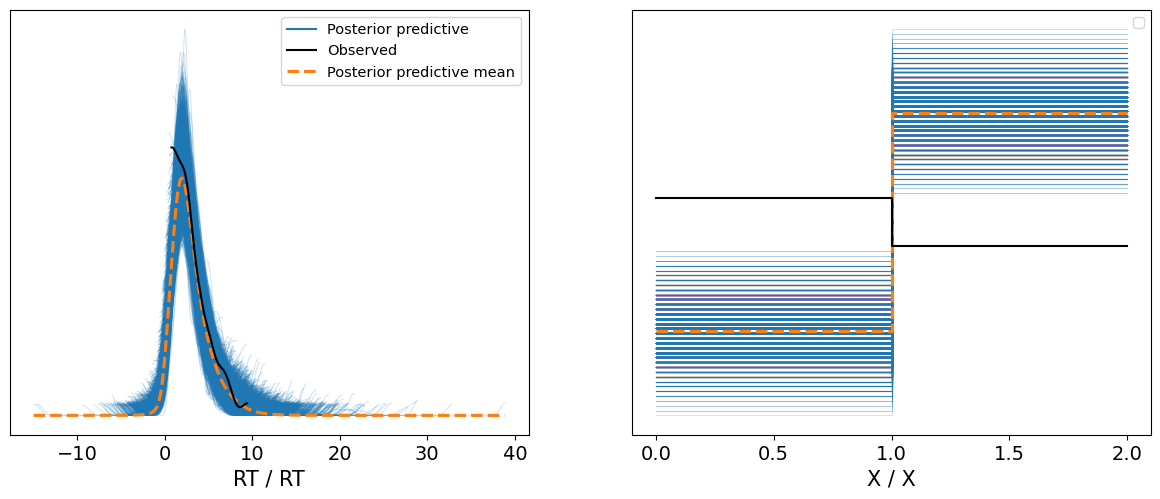 Posterior predictive
Observed
Posterior predictive mean
−10 0 10 20 30 40
RT / RT
0.0 0.5 1.0 1.5 2.0
X / X